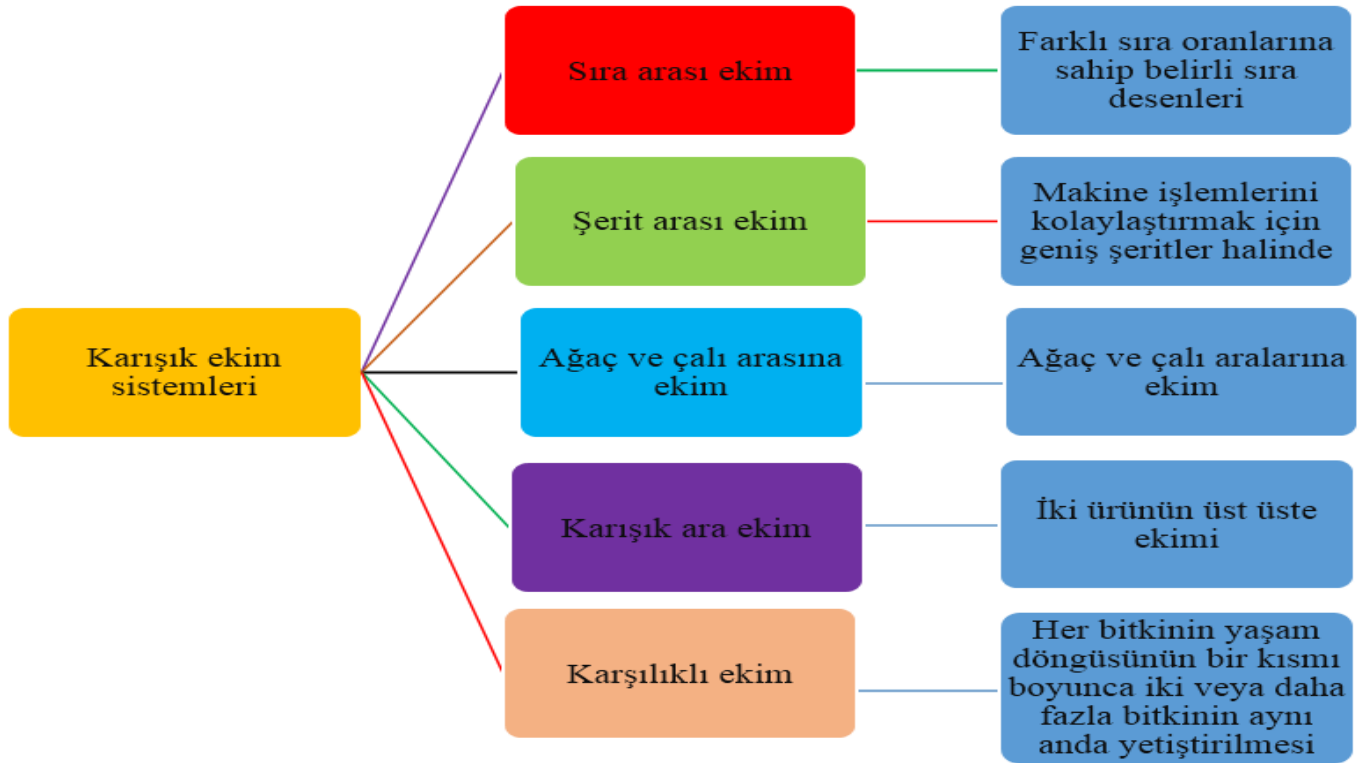 Karışık ekim
sistemleri
Sıra arası ekim
Farklı sıra oranlarına
sahip belirli sıra
desenleri
Şerit arası ekim
Makine işlemlerini
kolaylaştırmak için
geniş şeritler halinde
Ağaç ve çalı arasına
ekim
Ağaç ve çalı aralarına
ekim
Karışık ara ekim
İki ürünün üst üste
ekimi
Karşılıklı ekim
Her bitkinin yaşam
döngüsünün bir kısmı
boyunca iki veya daha
fazla bitkinin aynı
anda yetiştirilmesi